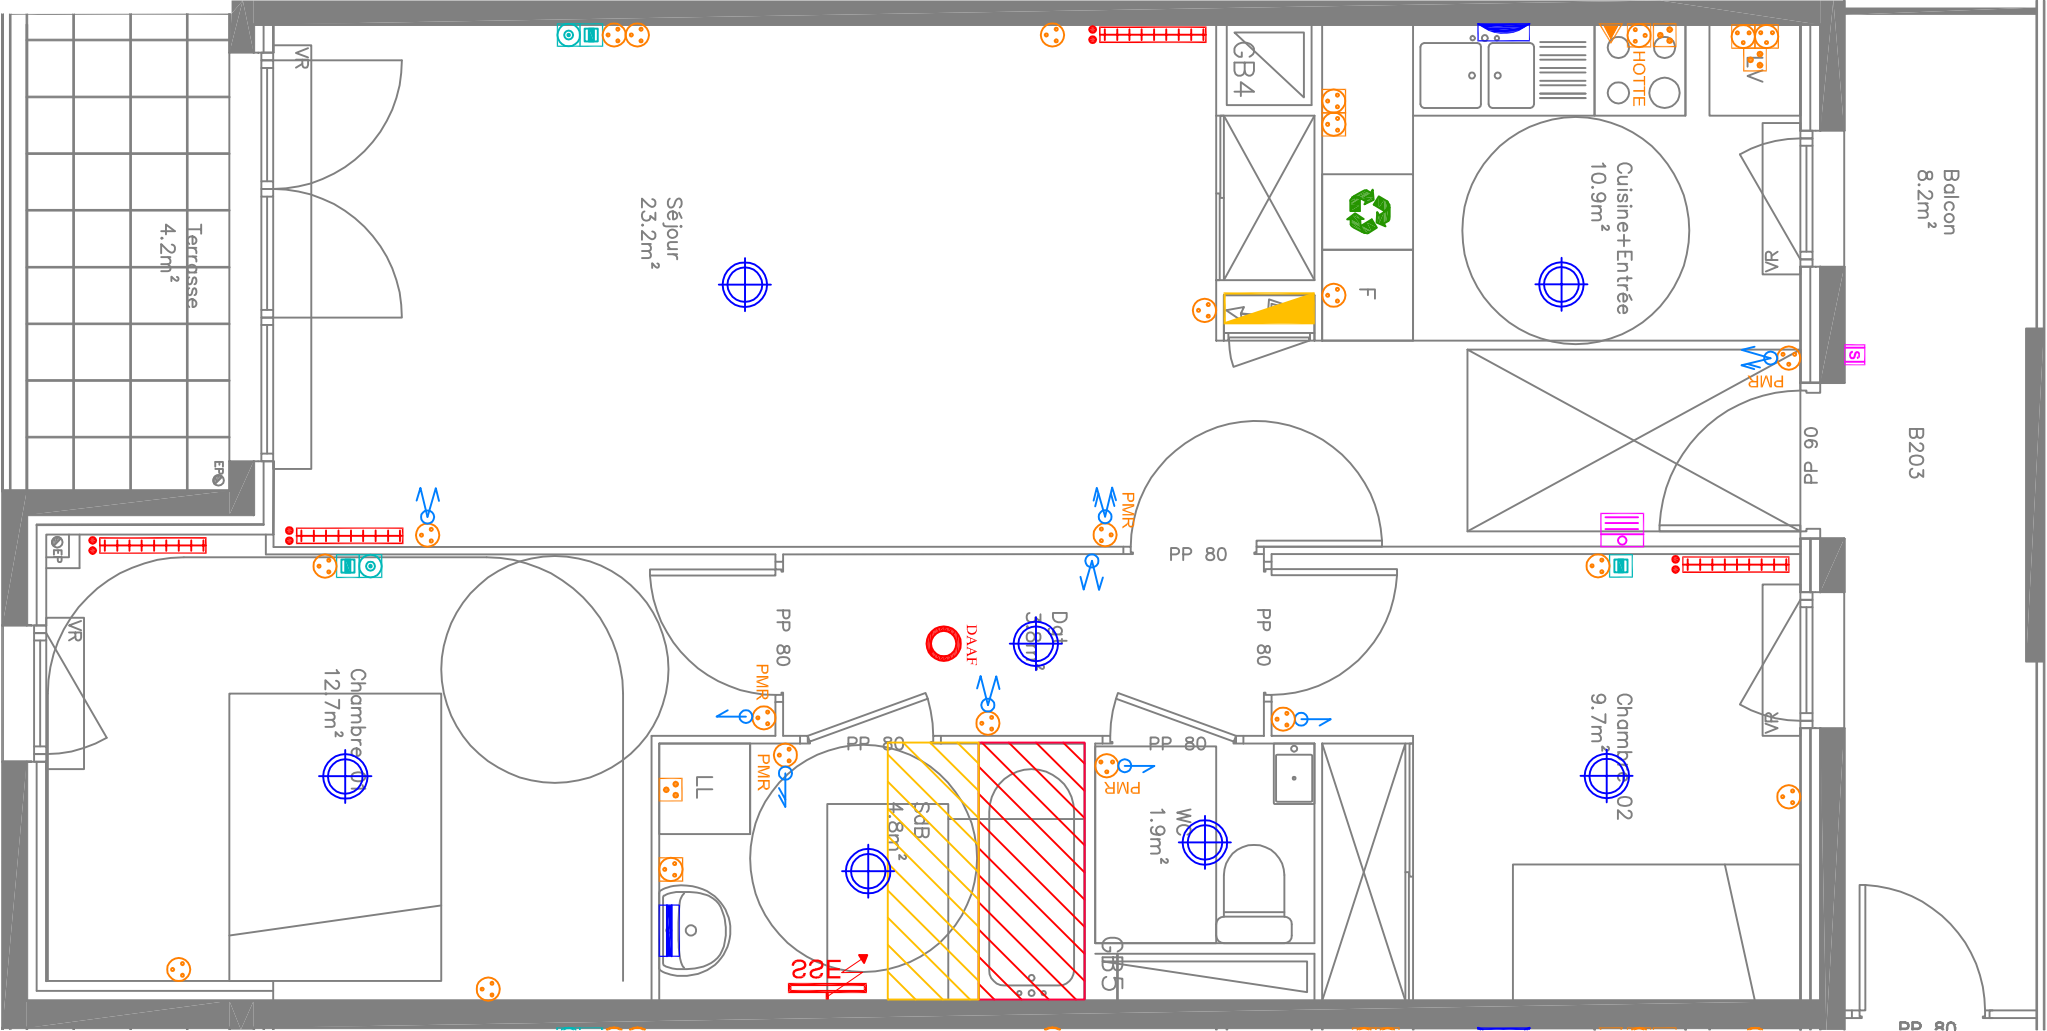 VR
GB4
HOTTE
LV
Séjour
23.2m²
Cuisine+Entrée
10.9m²
Balcon
8.2m²
Terrasse
4.2m²
VR
F
S
PMR
PP 90
B203
EP
PMR
EP
PP 80
DAAF
Dgt
PP 80
PP 80
VR
PMR
Chambre 01
12.7m²
Chambre 02
9.7m²
VR
PP 80
PP 80
PMR
LL
PMR
SdB
4.8m²
WC
1.9m²
SSE
GB5
PP 80